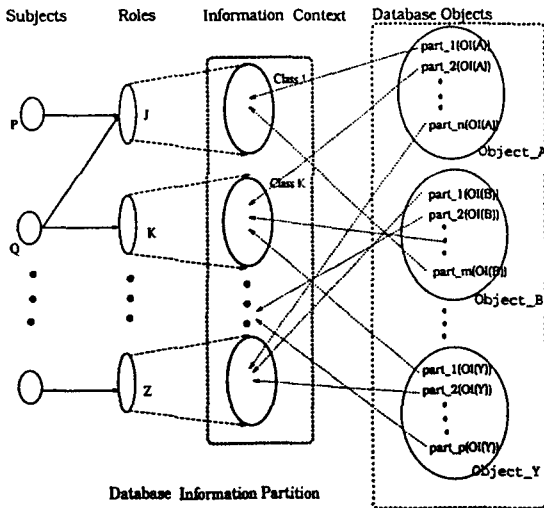 Subjects Roles Information Context Database Objects
part_1(OI(A))
Class J
part_2(OI(A))
P
J
part_n(OI(A))
Object_A
Class K
part_1(OI(B))
part_2(OI(B))
Q
K
part_m(OI(B))
Object_B
part_1(OI(Y))
part_2(OI(Y))
Z
part_p(OI(Y))
Object_Y
Database Information Partition